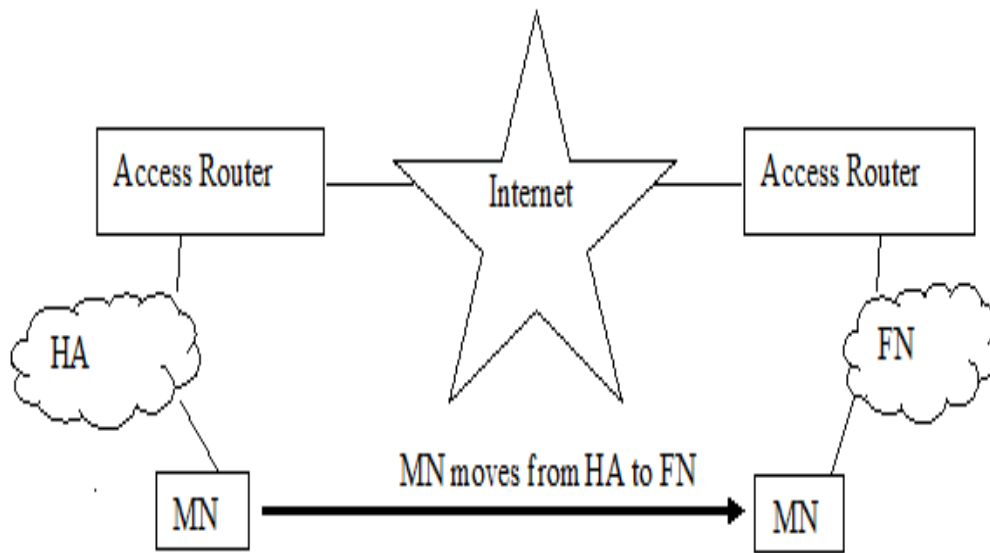 Access Router
Internet
Access Router
HA
FN
MN moves from HA to FN
MN
MN